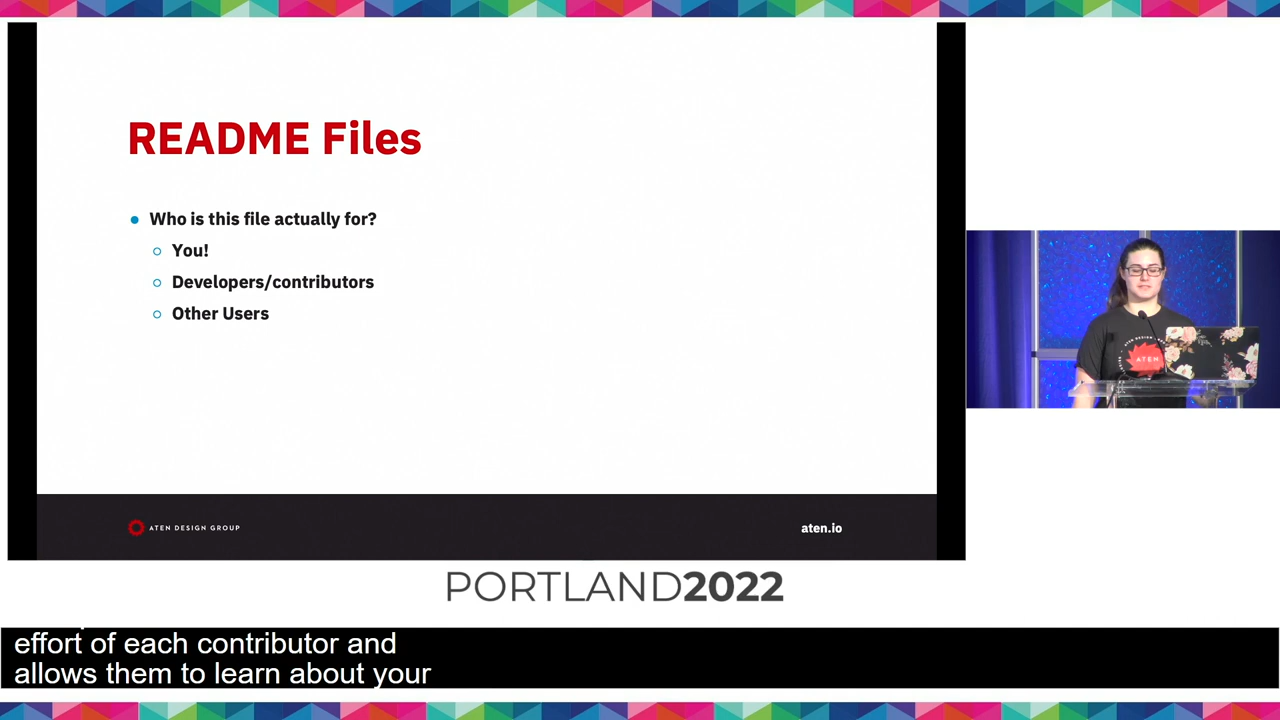 README Files
Who is this file actually for?
You!
Developers/contributors
Other Users
ATEN DESIGN GROUP
aten.io
ATEN
PORTLAND2022
effort of each contributor and
allows them to learn about your